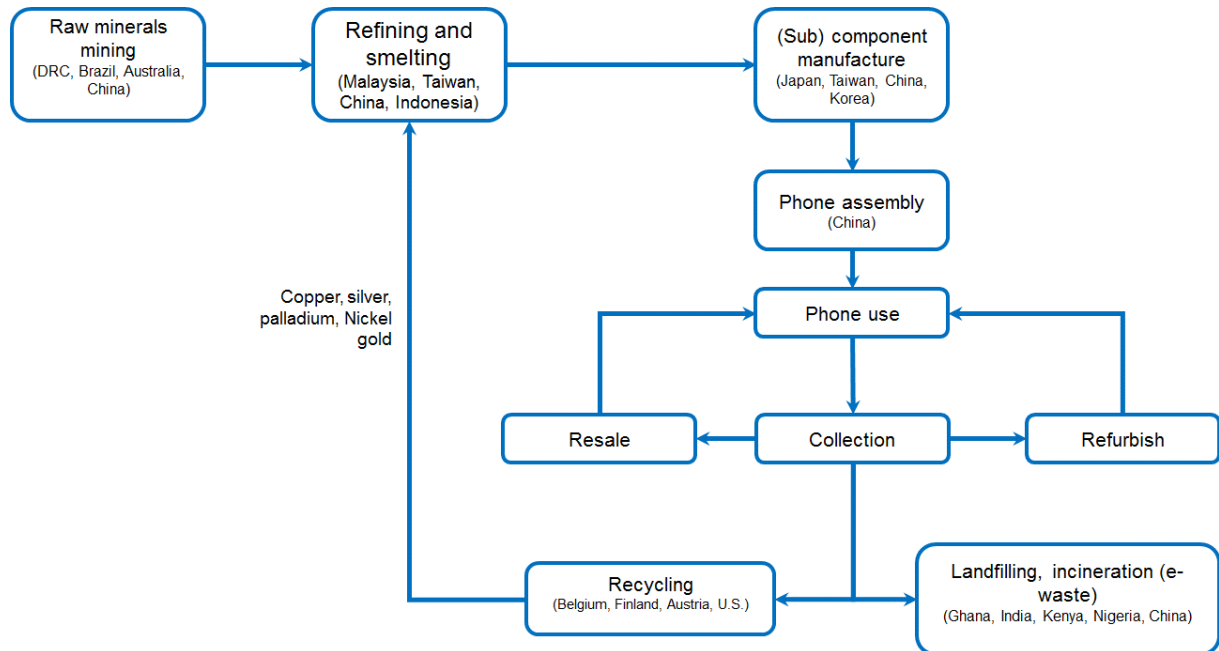 Raw minerals
mining
(DRC, Brazil, Australia,
China)
Refining and
smelting
(Malaysia, Taiwan,
China, Indonesia)
(Sub) component
manufacture
(Japan, Taiwan, China,
Korea)
Phone assembly
(China)
Copper, silver,
palladium, Nickel
gold
Phone use
Resale
Collection
Refurbish
Recycling
(Belgium, Finland, Austria, U.S.)
Landfilling, incineration (e-
waste)
(Ghana, India, Kenya, Nigeria, China)